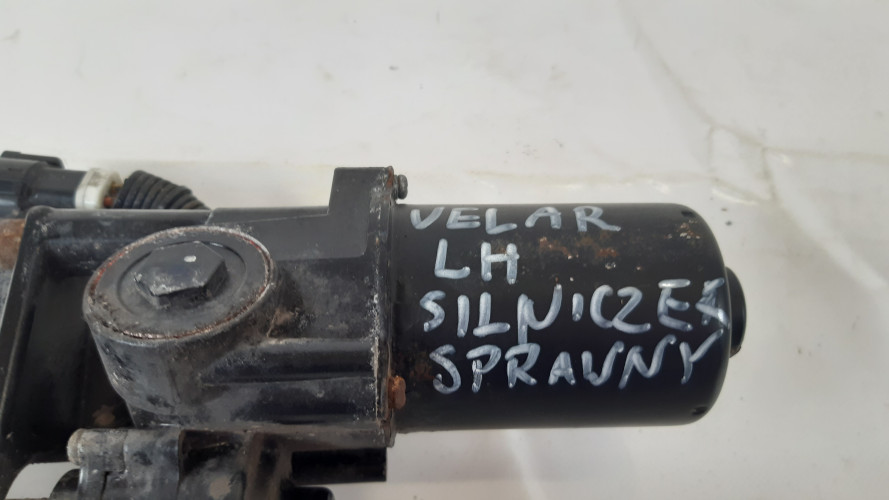 VELAR
LH
SILNICZEK
SPRAWNY